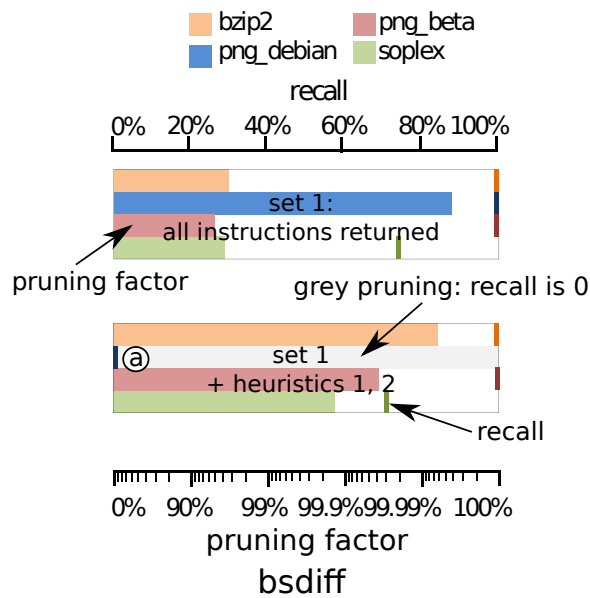 bzip2 png_beta
png_debian soplex
recall
0% 20% 40% 60% 80% 100%
set 1:
all instructions returned
pruning factor
grey pruning: recall is 0
a set 1
+ heuristics 1, 2
recall
0% 90% 99% 99.9% 99.99% 100%
pruning factor
bsdiff